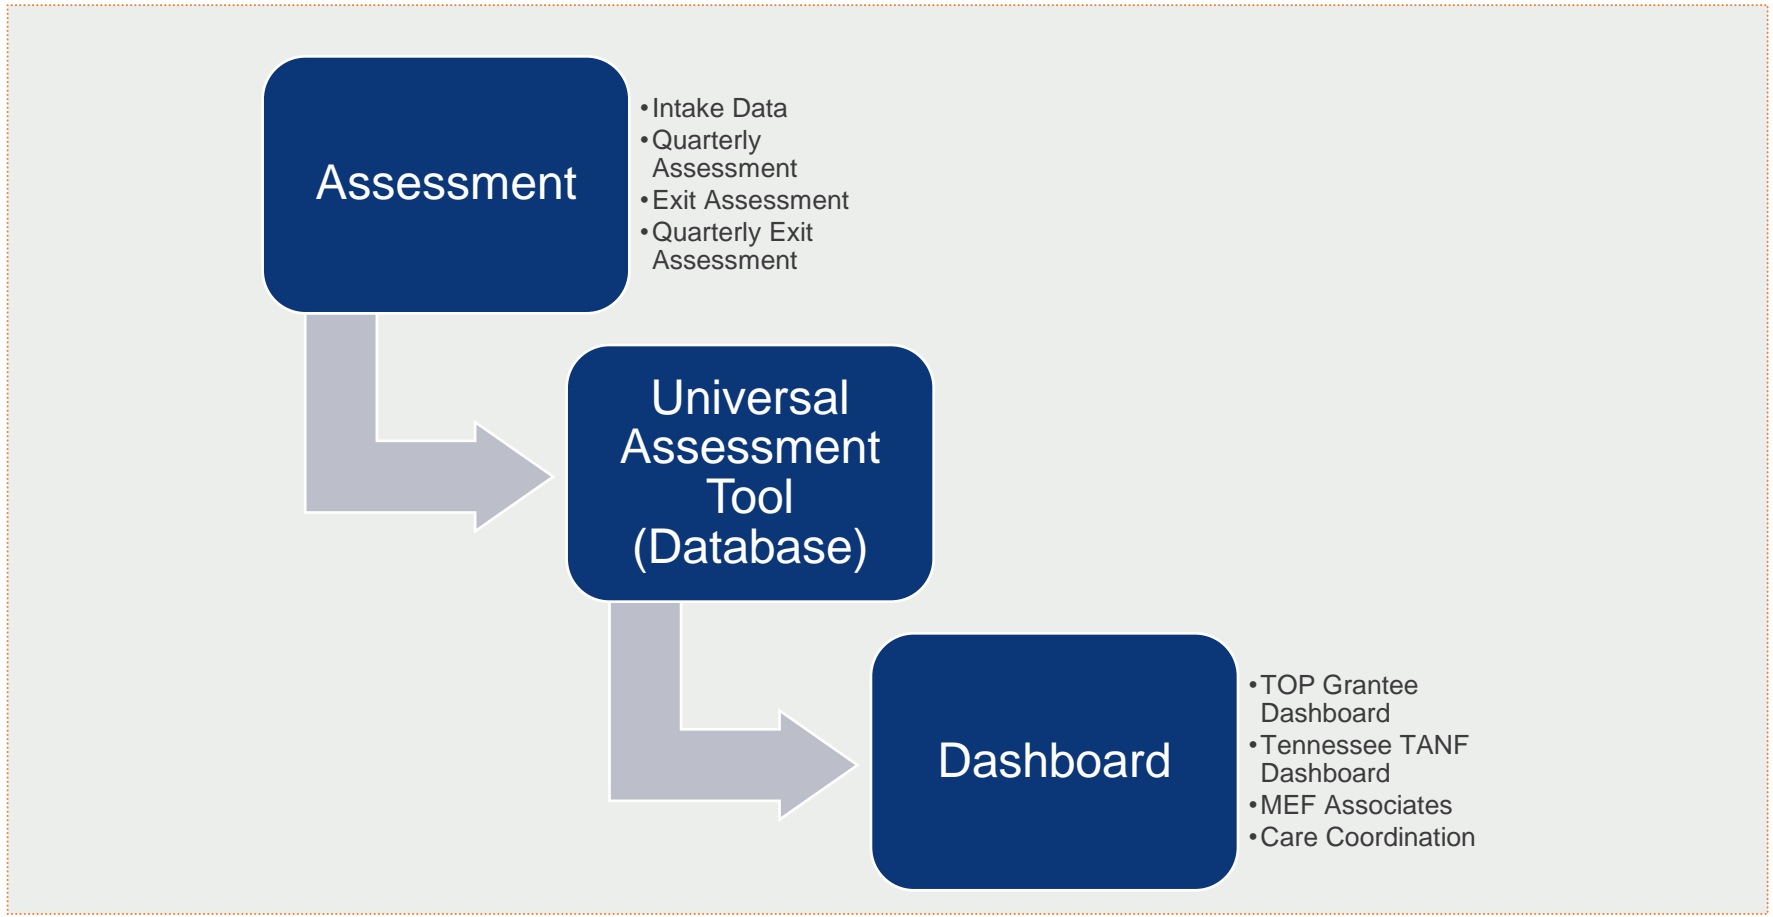 Assessment
•Intake Data
•Quarterly
Assessment
•Exit Assessment
•Quarterly Exit
Assessment
Universal
Assessment
Tool
(Database)
Dashboard
•TOP Grantee
Dashboard
•Tennessee TANF
Dashboard
•MEF Associates
•Care Coordination